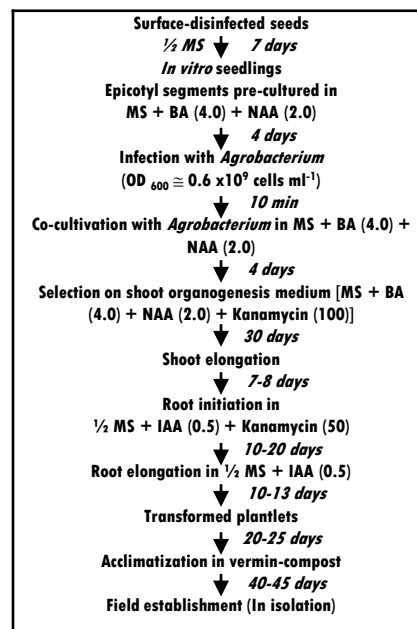 Surface-disinfected seeds
½ MS 7 days
In vitro seedlings
Epicotyl segments pre-cultured in
MS + BA (4.0) + NAA (2.0)
4 days
Infection with Agrobacterium
(OD 600 ≅ 0.6 x10⁹ cells ml⁻¹)
10 min
Co-cultivation with Agrobacterium in MS + BA (4.0) +
NAA (2.0)
4 days
Selection on shoot organogenesis medium [MS + BA
(4.0) + NAA (2.0) + Kanamycin (100)]
30 days
Shoot elongation
7-8 days
Root initiation in
½ MS + IAA (0.5) + Kanamycin (50)
10-20 days
Root elongation in ½ MS + IAA (0.5)
10-13 days
Transformed plantlets
20-25 days
Acclimatization in vermin-compost
40-45 days
Field establishment (In isolation)